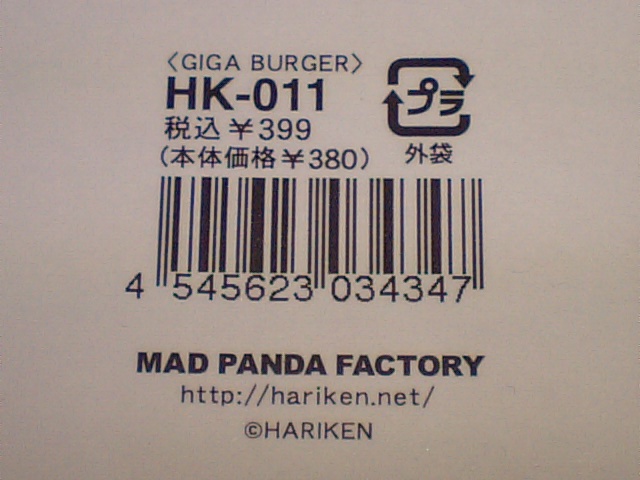 〈GIGA BURGER〉
HK-011
税込￥399
(本体価格￥380)
プラ
外袋
4 545623 034347
MAD PANDA FACTORY
http://hariken.net/
©HARIKEN